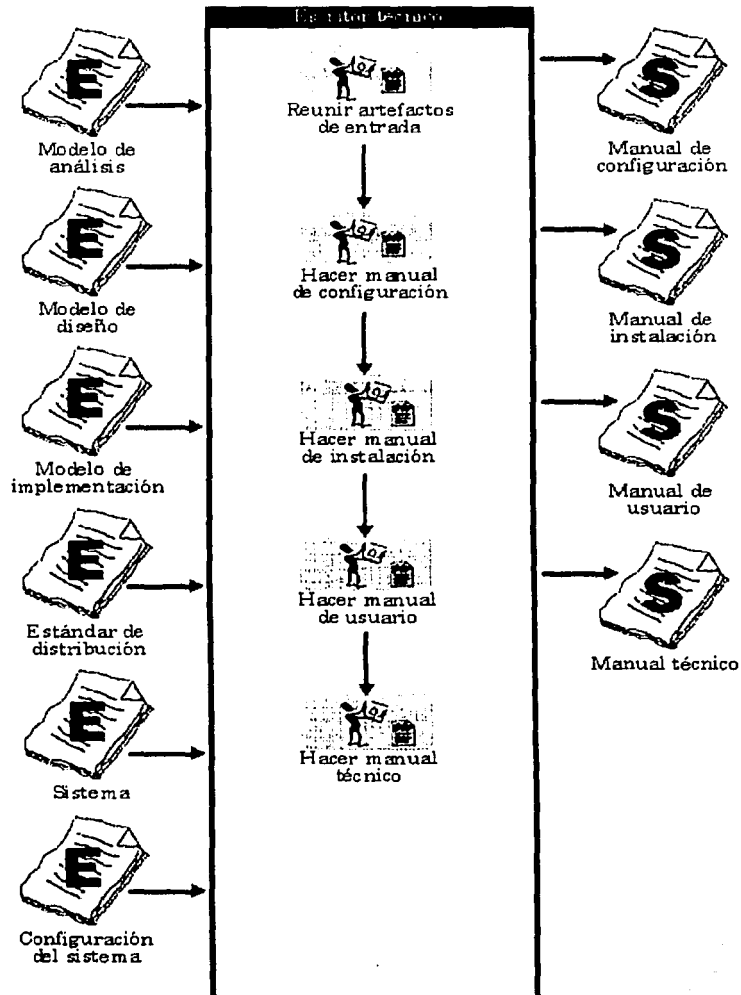 Escritor técnico
E
Modelo de
análisis
E
Modelo de
diseño
E
Modelo de
implementación
E
Estándar de
distribución
E
Sistema
E
Configuración
del sistema
Reunir artefactos
de entrada
Hacer manual
de configuración
Hacer manual
de instalación
Hacer manual
de usuario
Hacer manual
técnico
S
Manual de
configuración
S
Manual de
instalación
S
Manual de
usuario
S
Manual técnico